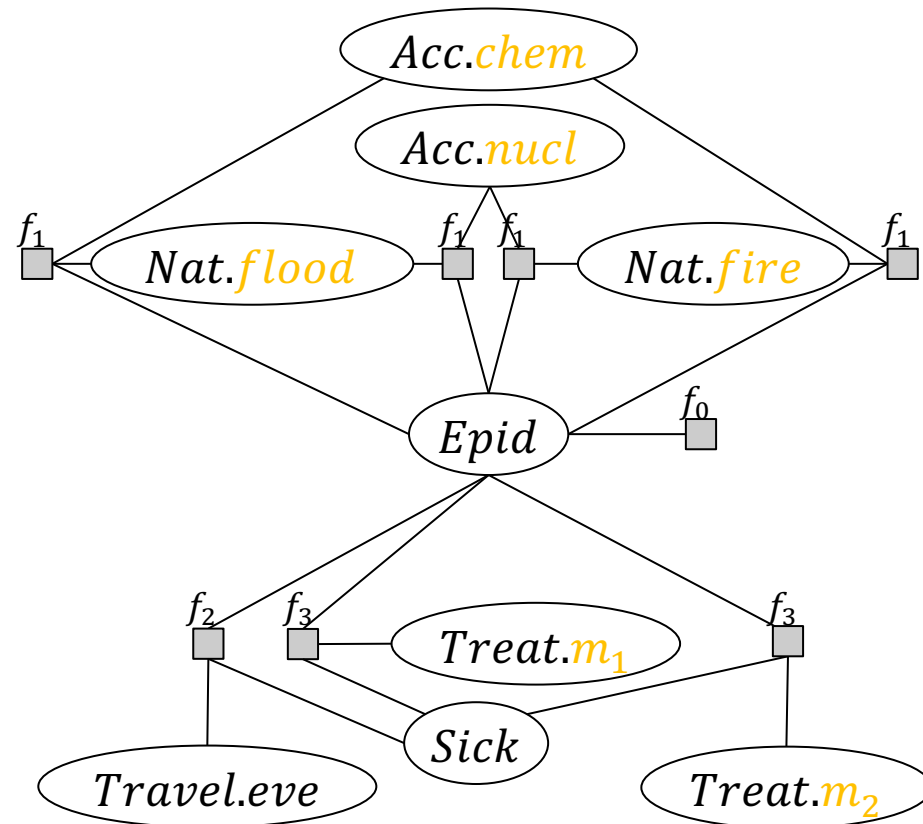 Acc.chem
Acc.nucl
f₁ f₁ f₁ f₁
Nat.flood Nat.fire
f₀
Epid
f₂ f₃ f₃
Treat.m₁
Sick
Travel.eve Treat.m₂